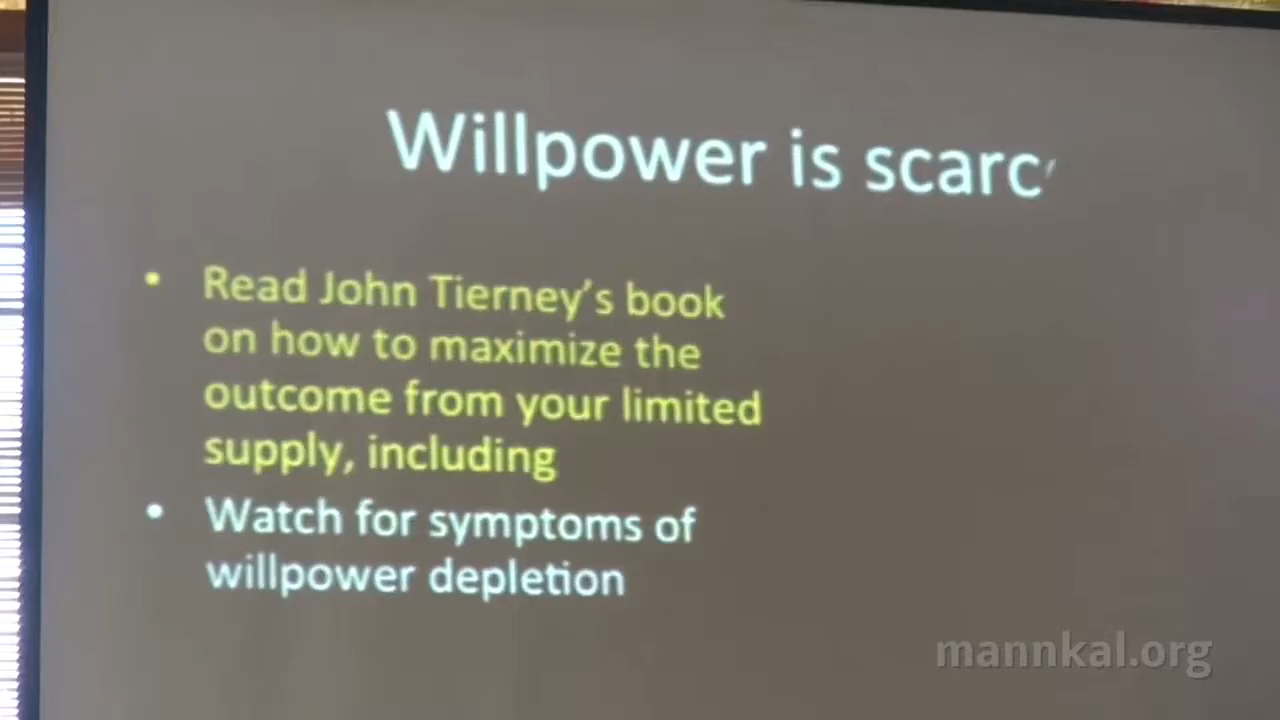 Willpower is scarc
• Read John Tierney's book
on how to maximize the
outcome from your limited
supply, including
• Watch for symptoms of
willpower depletion
mannkal.org